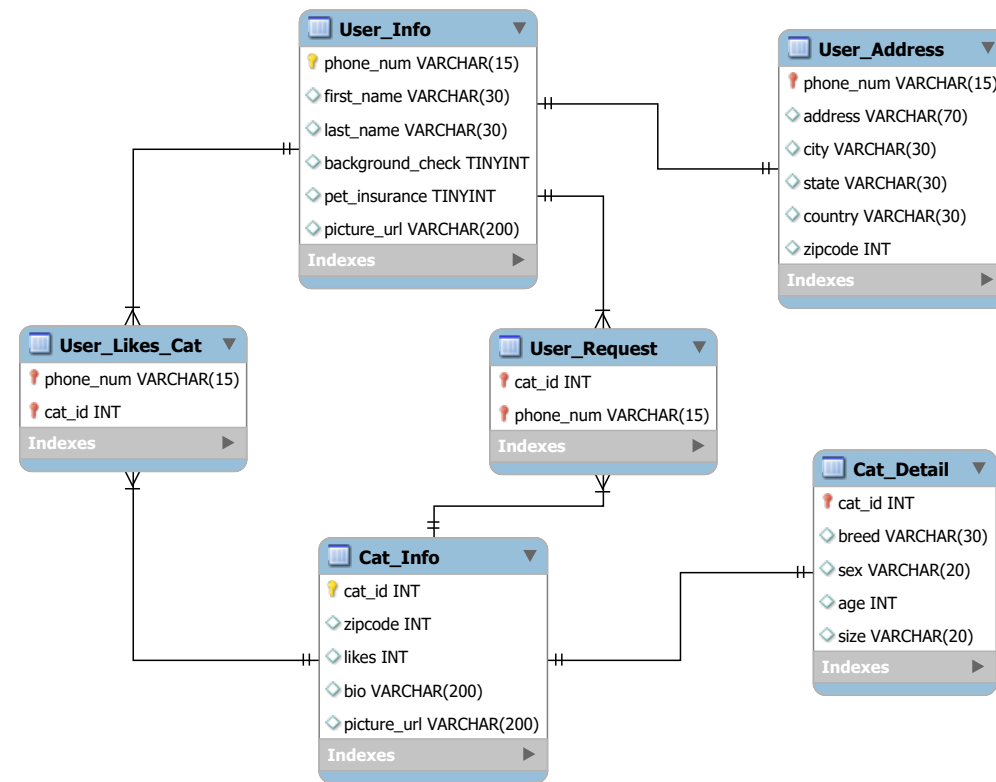 User_Info
phone_num VARCHAR(15)
first_name VARCHAR(30)
last_name VARCHAR(30)
background_check TINYINT
pet_insurance TINYINT
picture_url VARCHAR(200)
Indexes
User_Address
phone_num VARCHAR(15)
address VARCHAR(70)
city VARCHAR(30)
state VARCHAR(30)
country VARCHAR(30)
zipcode INT
Indexes
User_Likes_Cat
phone_num VARCHAR(15)
cat_id INT
Indexes
User_Request
cat_id INT
phone_num VARCHAR(15)
Indexes
Cat_Detail
cat_id INT
breed VARCHAR(30)
sex VARCHAR(20)
age INT
size VARCHAR(20)
Indexes
Cat_Info
cat_id INT
zipcode INT
likes INT
bio VARCHAR(200)
picture_url VARCHAR(200)
Indexes